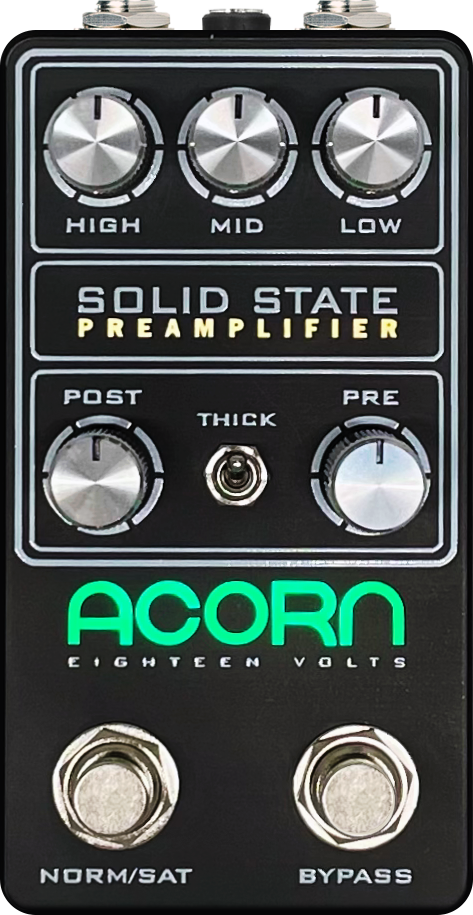 HIGH MID LOW
SOLID STATE
PREAMPLIFIER
POST THICK PRE
ACORN
EIGHTEEN VOLTS
NORM/SAT BYPASS